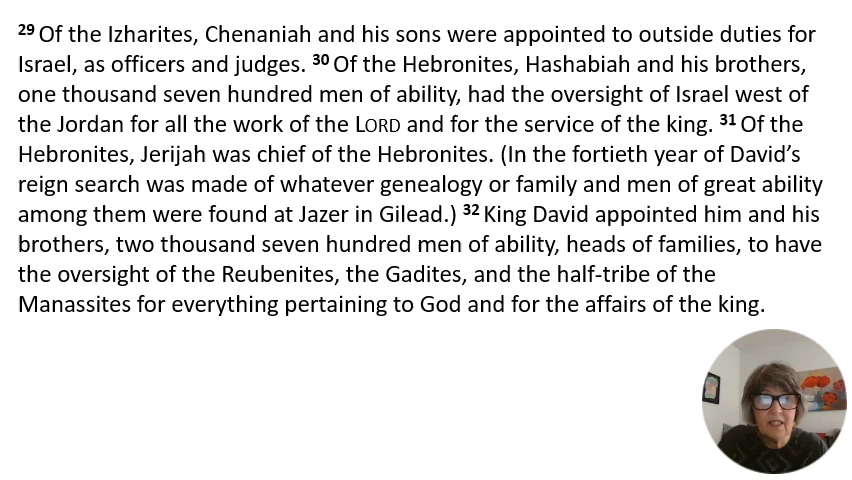 29 Of the Izharites, Chenaniah and his sons were appointed to outside duties for
Israel, as officers and judges. 30 Of the Hebronites, Hashabiah and his brothers,
one thousand seven hundred men of ability, had the oversight of Israel west of
the Jordan for all the work of the LORD and for the service of the king. 31 Of the
Hebronites, Jerijah was chief of the Hebronites. (In the fortieth year of David’s
reign search was made of whatever genealogy or family and men of great ability
among them were found at Jazer in Gilead.) 32 King David appointed him and his
brothers, two thousand seven hundred men of ability, heads of families, to have
the oversight of the Reubenites, the Gadites, and the half-tribe of the
Manassites for everything pertaining to God and for the affairs of the king.